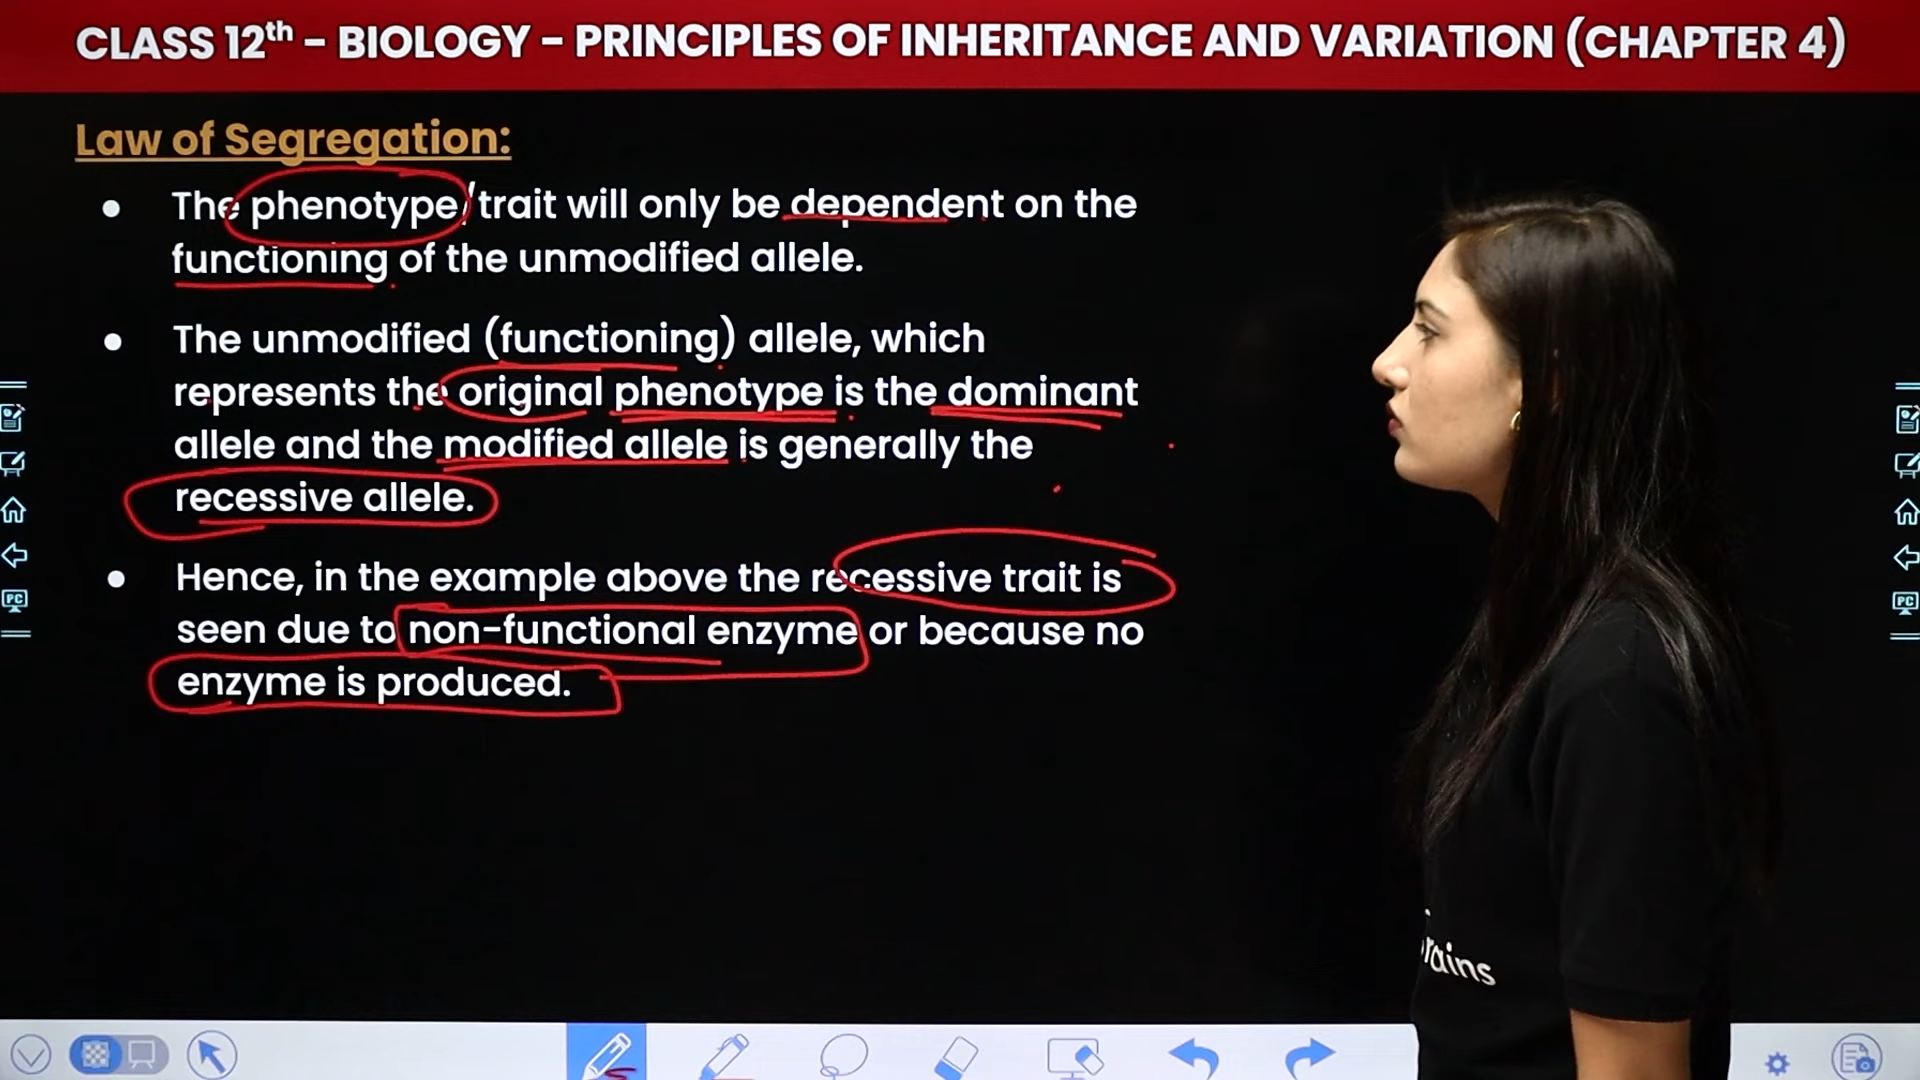 CLASS 12th - BIOLOGY - PRINCIPLES OF INHERITANCE AND VARIATION (CHAPTER 4)
Law of Segregation:
● The phenotype/trait will only be dependent on the
functioning of the unmodified allele.
● The unmodified (functioning) allele, which
represents the original phenotype is the dominant
allele and the modified allele is generally the
recessive allele.
● Hence, in the example above the recessive trait is
seen due to non-functional enzyme or because no
enzyme is produced.
rains
PC
PC